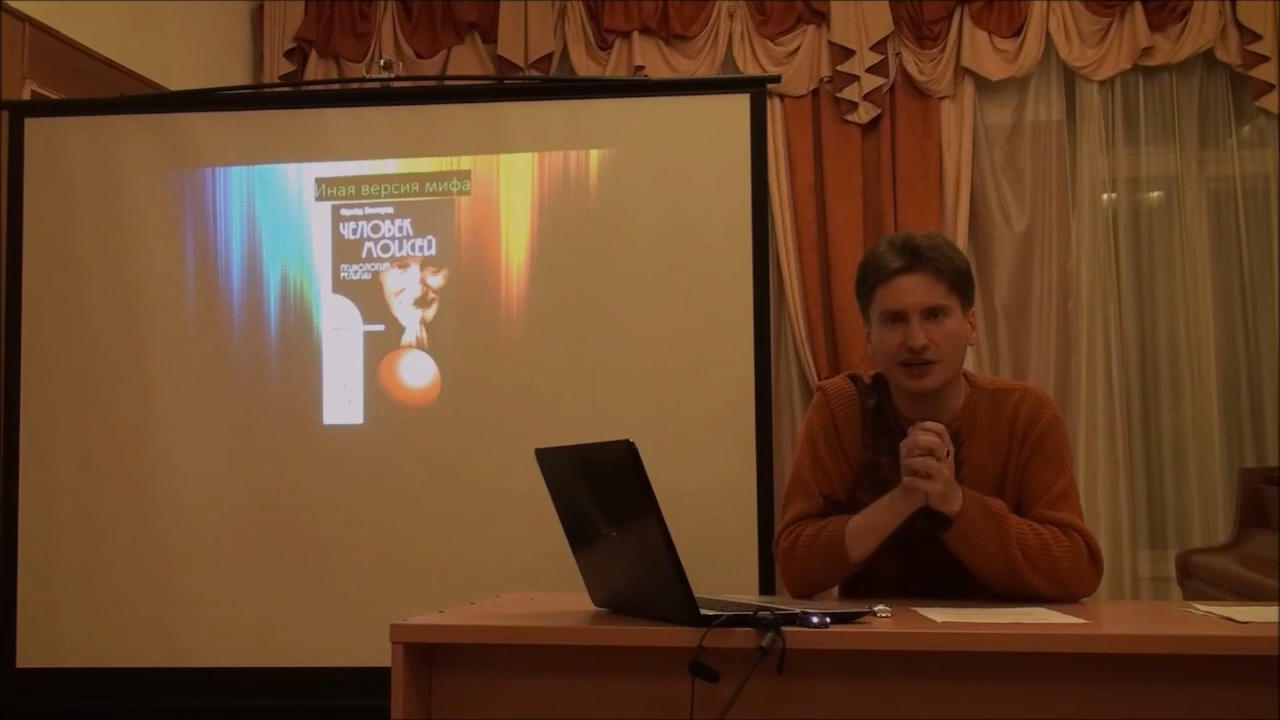 Иная версия мифа
Фрейд Зигмунд
ЧЕЛОВЕК
МОИСЕЙ
ПСИХОЛОГИЯ
РЕЛИГИИ